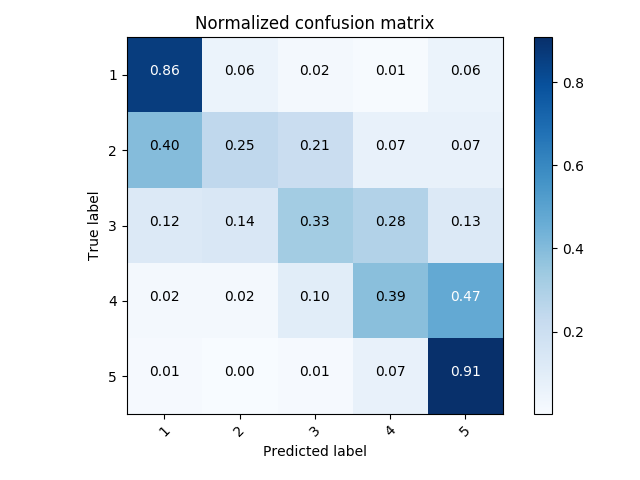 Normalized confusion matrix
1 0.86 0.06 0.02 0.01 0.06
2 0.40 0.25 0.21 0.07 0.07
3 0.12 0.14 0.33 0.28 0.13
4 0.02 0.02 0.10 0.39 0.47
5 0.01 0.00 0.01 0.07 0.91
1 2 3 4 5
True label
Predicted label
0.8
0.6
0.4
0.2